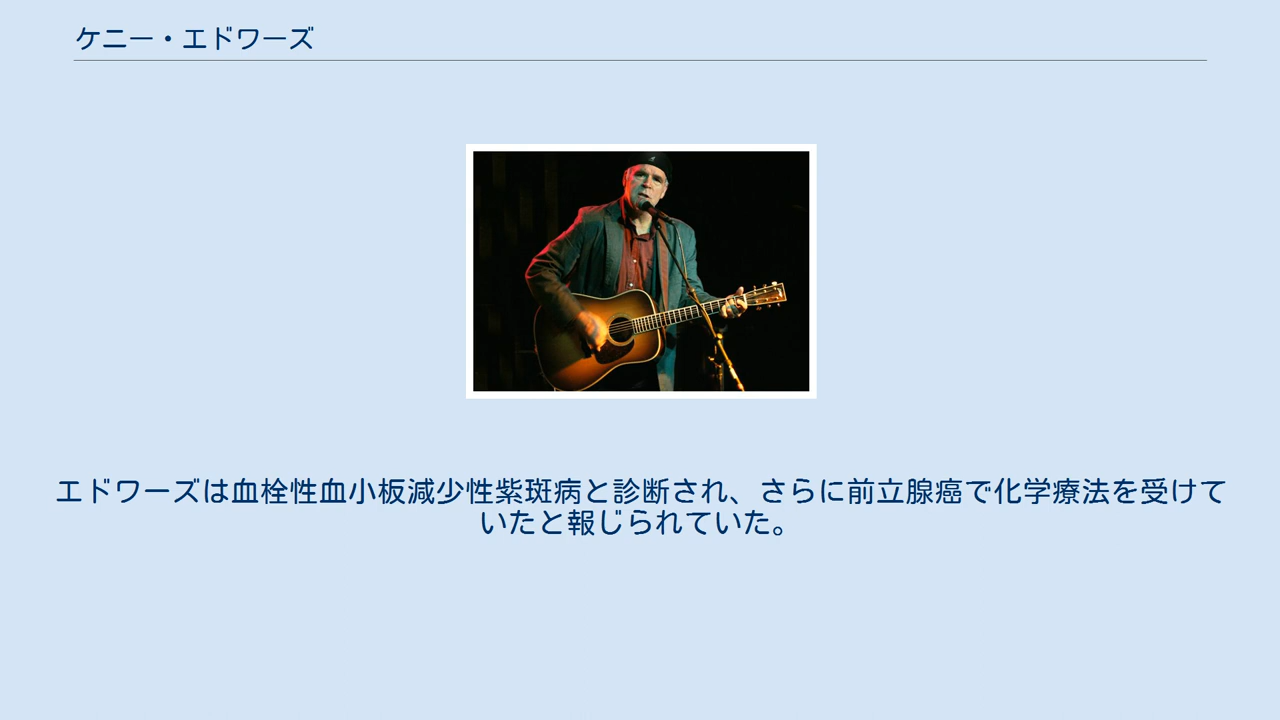 ケニー・エドワーズ
エドワーズは血栓性血小板減少性紫斑病と診断され、さらに前立腺癌で化学療法を受けて
いたと報じられていた。